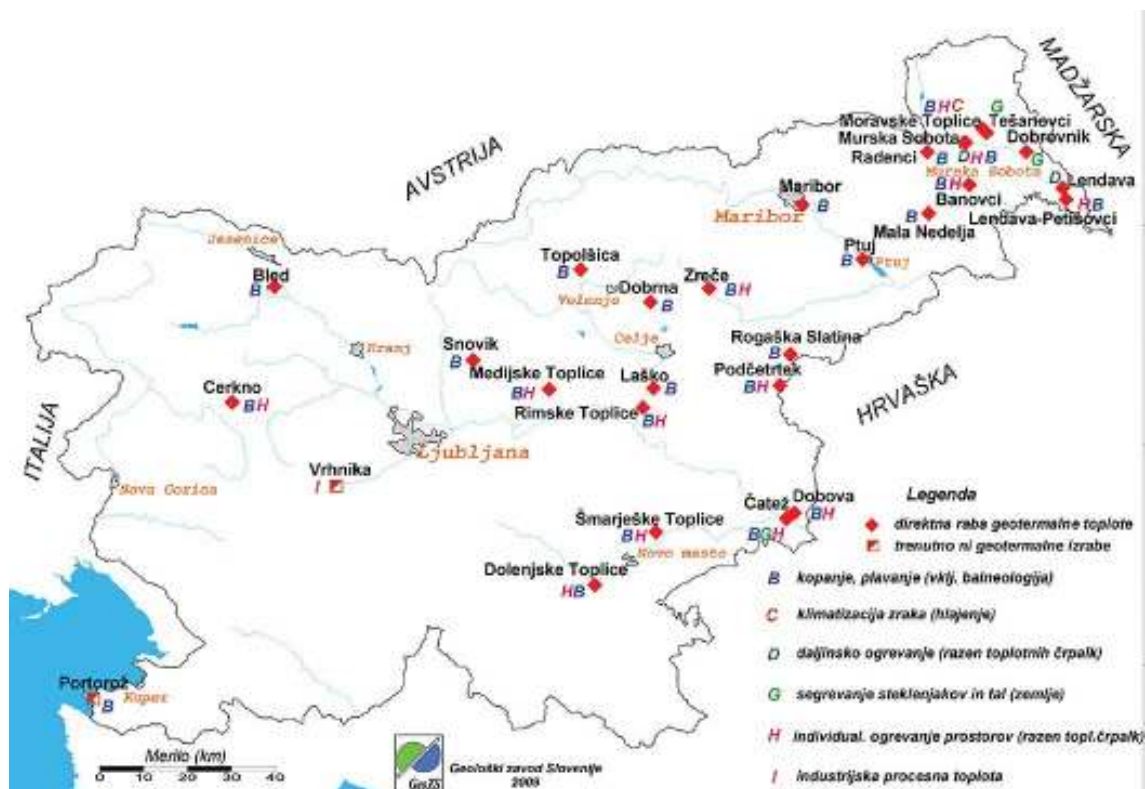 AVSTRIJA
MADŽARSKA
ITALIJA
HRVAŠKA
B H C
G
Moravske Toplice
Tešanovci
Murska Sobota
Dobrovnik
Radenci
B
D H B
G
Murska Sobota
B H
D
Lendava
Banovci
H B
Lendava-Petišovci
B
Mala Nedelja
Maribor
B
Maribor
Ptuj
B
Ptuj
Jesenice
Bled
B
Topolšica
B
Velenje
Dobrna
B
Zreče
B H
Kranj
Snovik
B
Celje
Rogaška Slatina
B
Medijske Toplice
B H
Laško
B
Podčetrtek
B H
Cerkno
B H
Rimske Toplice
B H
Ljubljana
Vrhnika
I
Nova Gorica
Čatež
Dobova
B H
B G H
Šmarješke Toplice
B H
Novo mesto
Dolenjske Toplice
H B
Portorož
B
Koper
Merilo (km)
0 10 20 30 40
GeoZS
Geološki zavod Slovenije
Legenda
direktna raba geotermalne toplote
trenutno ni geotermalne izrabe
B kopanje, plavanje (vklj. balneologija)
C klimatizacija zraka (hlajenje)
D daljinsko ogrevanje (razen toplotnih črpalk)
G segrevanje steklenjakov in tal (zemlje)
H individual. ogrevanje prostorov (razen topl.črpalk)
I industrijska procesna toplota